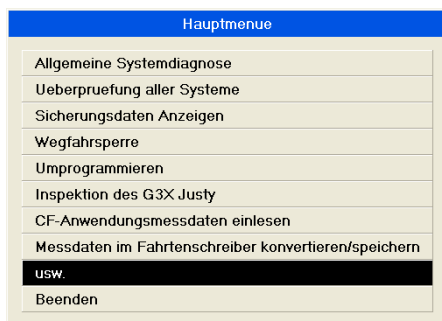 Hauptmenue
Allgemeine Systemdiagnose
Ueberpruefung aller Systeme
Sicherungsdaten Anzeigen
Wegfahrsperre
Umprogrammieren
Inspektion des G3X Justy
CF-Anwendungsmessdaten einlesen
Messdaten im Fahrtenschreiber konvertieren/speichern
usw.
Beenden